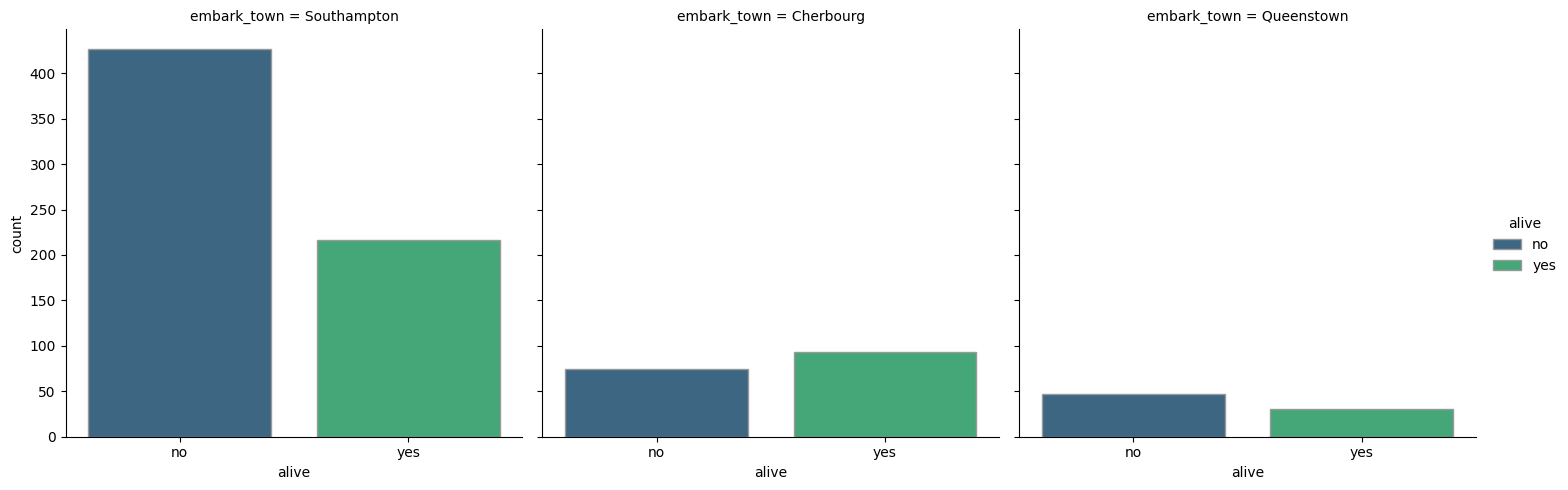 embark_town = Southampton
embark_town = Cherbourg
embark_town = Queenstown
count
400
350
300
250
200
150
100
50
0
no
yes
alive
no
yes
alive
no
yes
alive
alive
no
yes